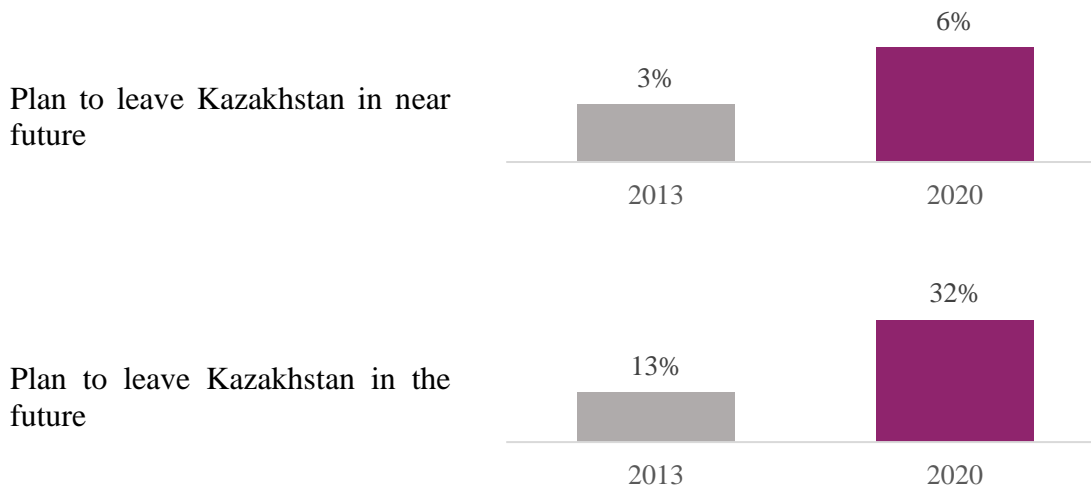 6%
3%
Plan to leave Kazakhstan in near
future
2013 2020
32%
13%
Plan to leave Kazakhstan in the
future
2013 2020